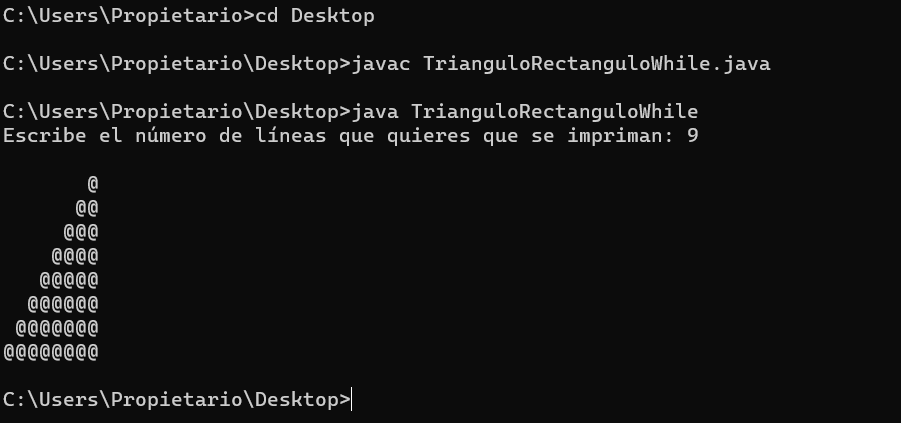 C:\Users\Propietario>cd Desktop
C:\Users\Propietario\Desktop>javac TrianguloRectanguloWhile.java
C:\Users\Propietario\Desktop>java TrianguloRectanguloWhile
Escribe el número de líneas que quieres que se impriman: 9
       @
      @@
     @@@
    @@@@
   @@@@@
  @@@@@@
 @@@@@@@
@@@@@@@@
C:\Users\Propietario\Desktop>